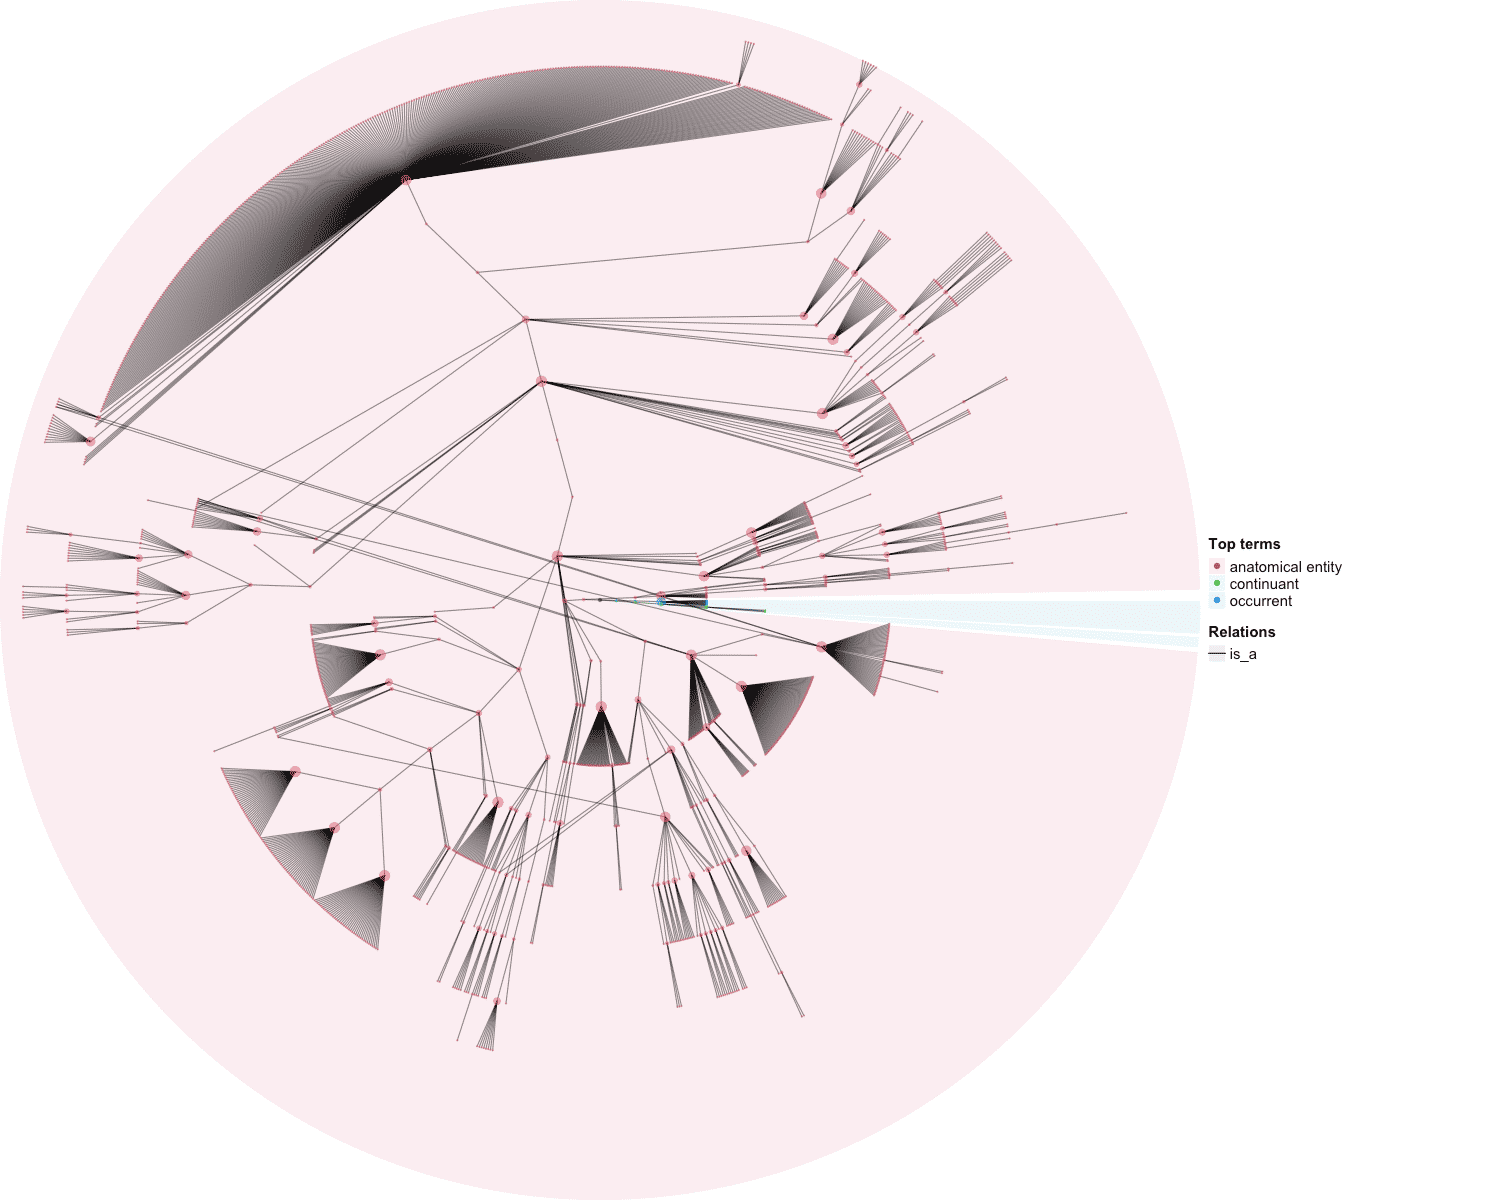 Top terms
anatomical entity
continuant
occurrent
Relations
is_a